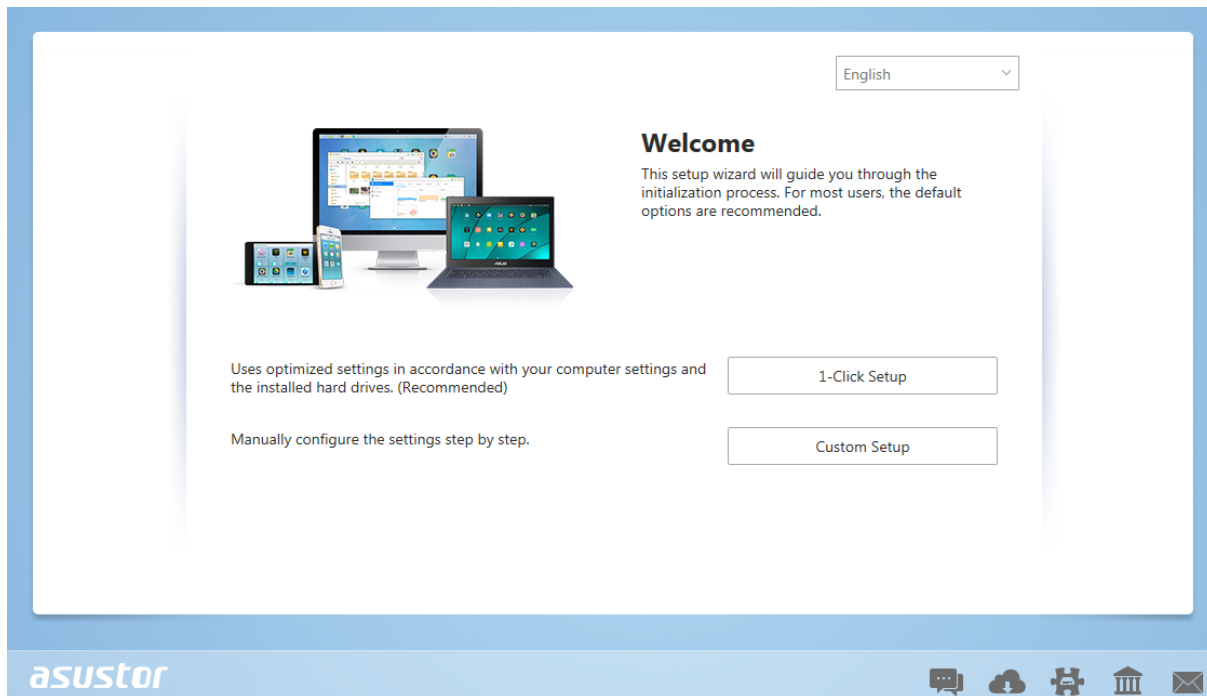 English
Welcome
This setup wizard will guide you through the
initialization process. For most users, the default
options are recommended.
Uses optimized settings in accordance with your computer settings and
the installed hard drives. (Recommended)
1-Click Setup
Manually configure the settings step by step.
Custom Setup
asustor